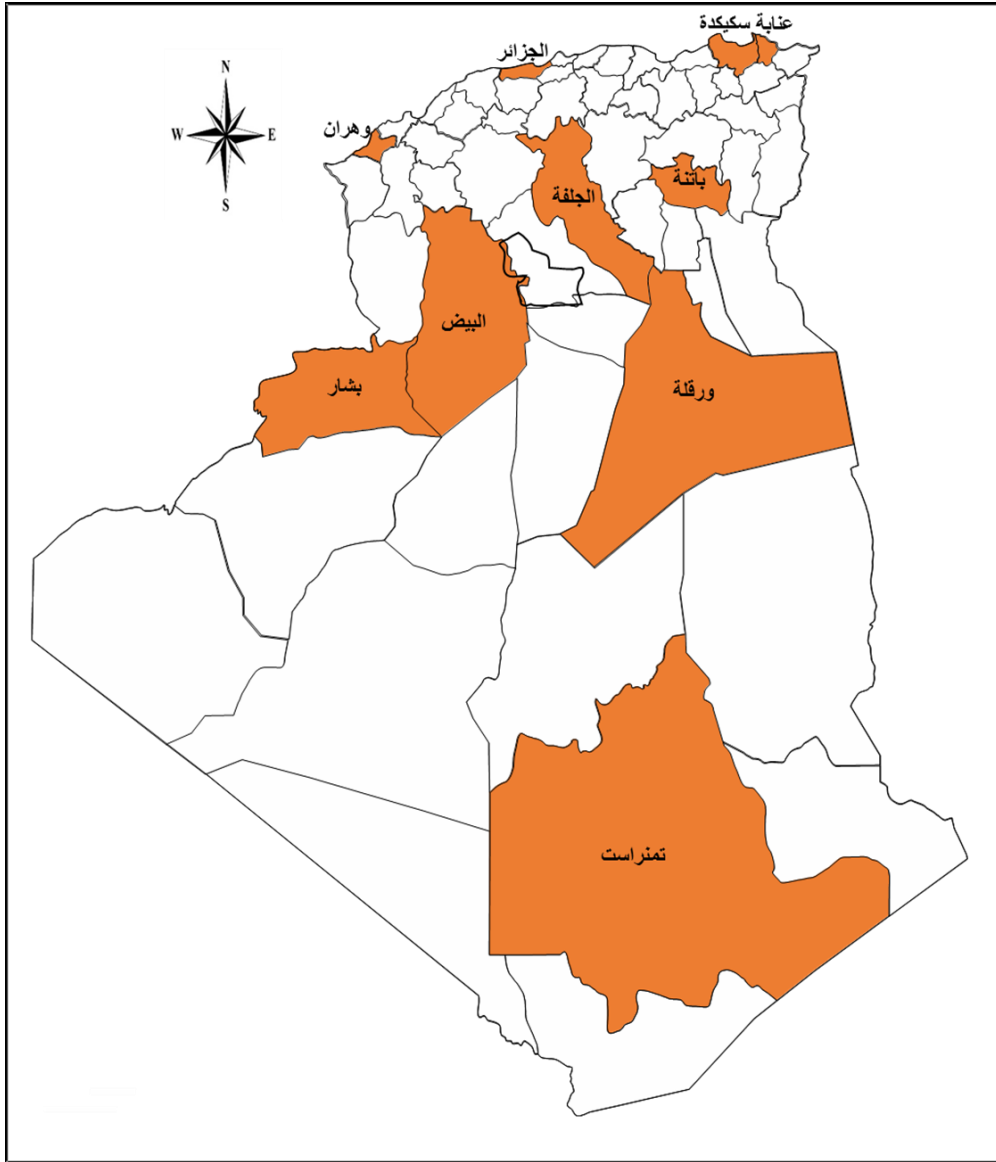 عنابة سكيكدة
الجزائر
N
W
E
S
وهران
باتنة
الجلفة
البيض
بشار
ورقلة
تمنراست